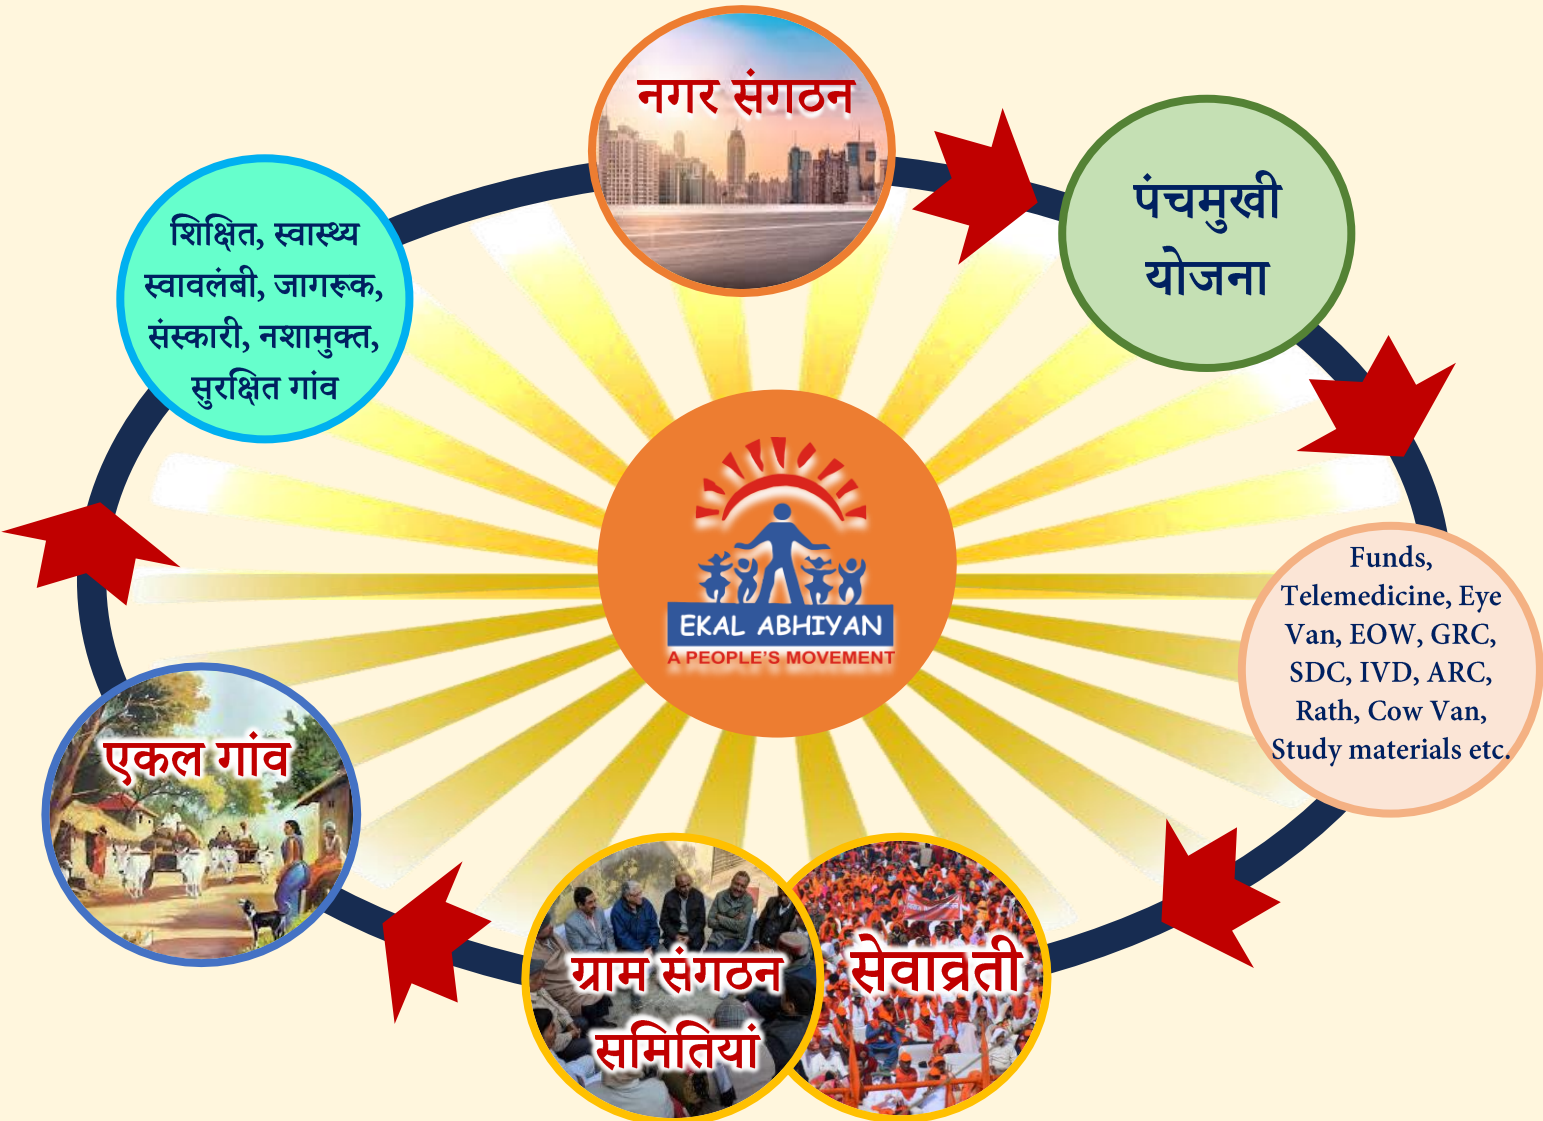 नगर संगठन
पंचमुखी
योजना
Funds,
Telemedicine, Eye
Van, EOW, GRC,
SDC, IVD, ARC,
Rath, Cow Van,
Study materials etc.
सेवाव्रती
ग्राम संगठन
समितियां
एकल गांव
शिक्षित, स्वास्थ्य
स्वावलंबी, जागरूक,
संस्कारी, नशामुक्त,
सुरक्षित गांव
EKAL ABHIYAN
A PEOPLE'S MOVEMENT